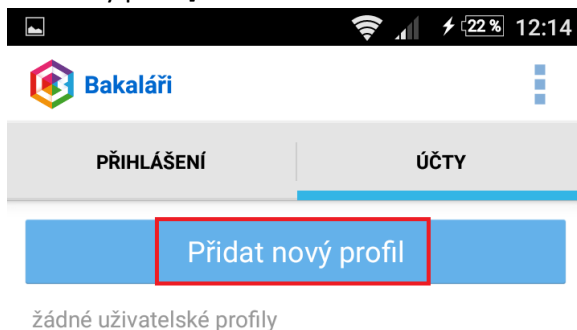 22 % 12:14
Bakaláři
PŘIHLÁŠENÍ ÚČTY
Přidat nový profil
žádné uživatelské profily